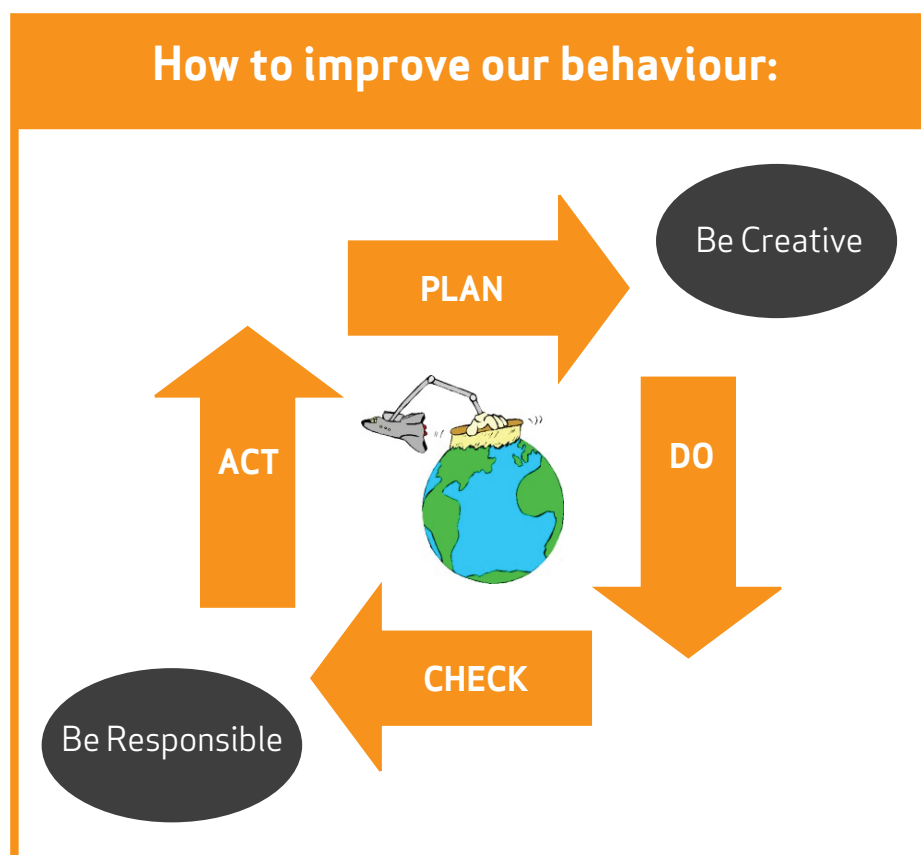 How to improve our behaviour:
Be Creative
PLAN
DO
ACT
CHECK
Be Responsible